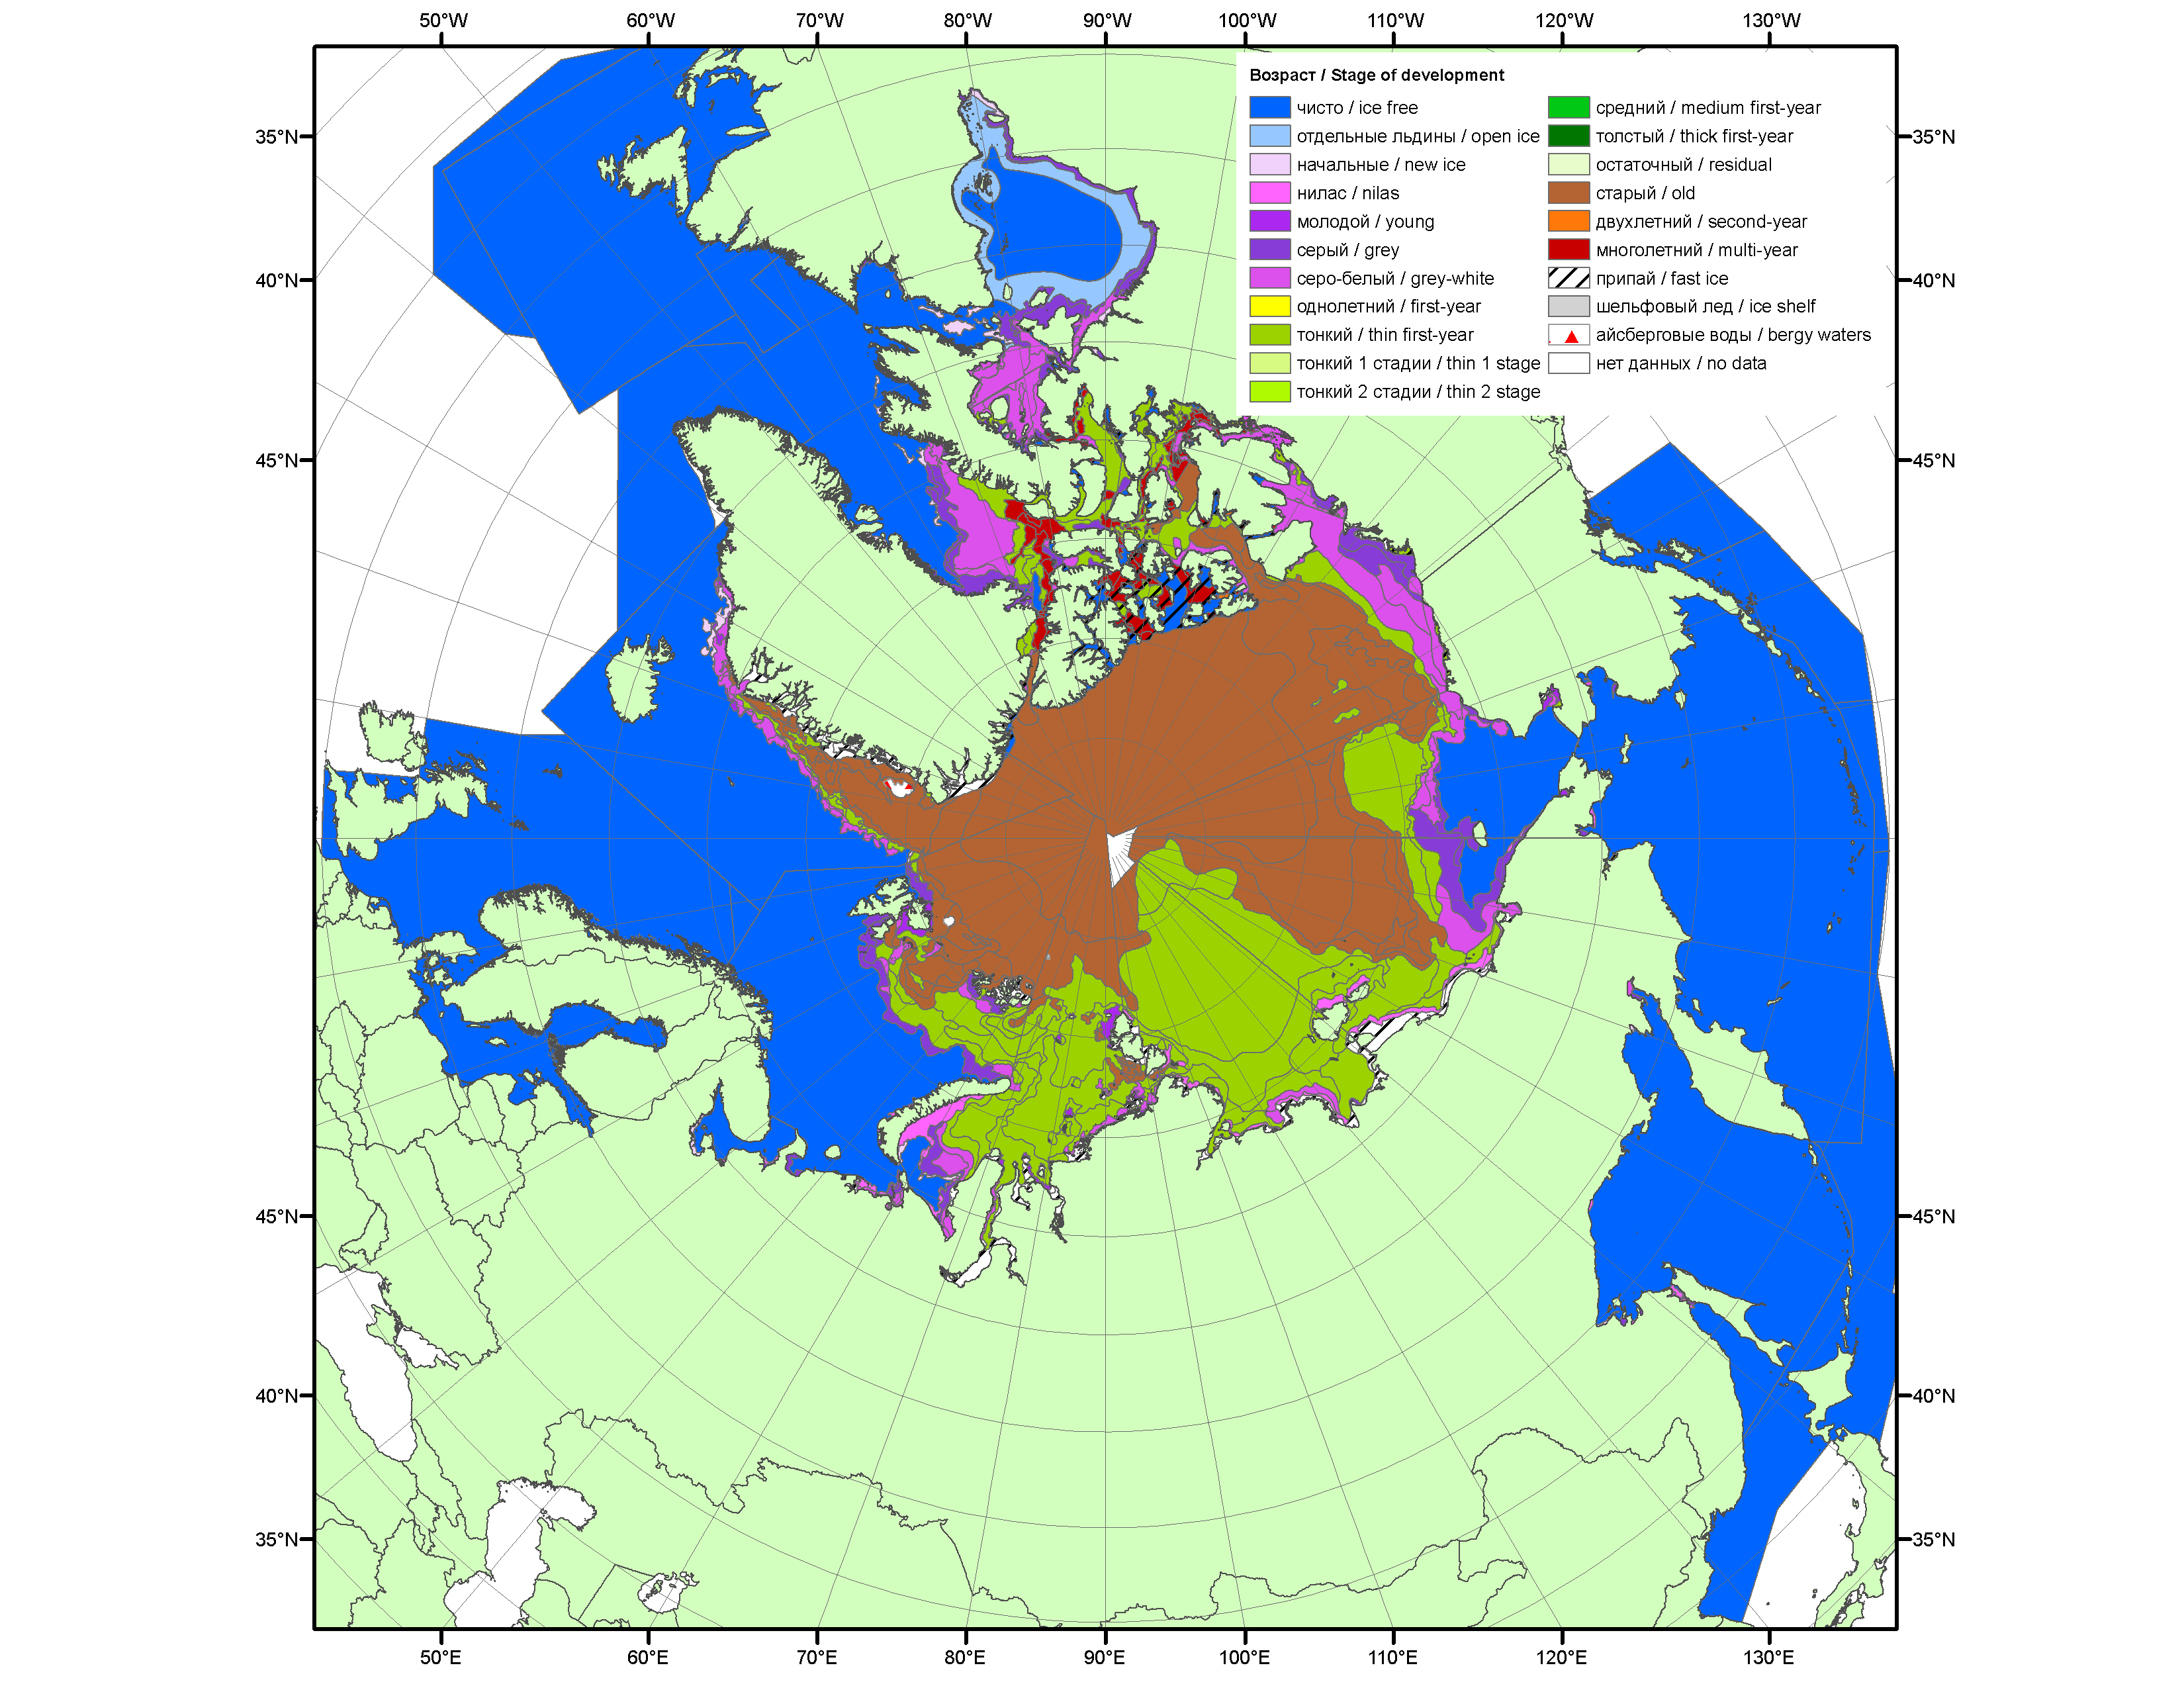 50°W 60°W 70°W 80°W 90°W 100°W 110°W 120°W 130°W
Возраст / Stage of development
чисто / ice free
отдельные льдины / open ice
начальные / new ice
нилас / nilas
молодой / young
серый / grey
серо-белый / grey-white
однолетний / first-year
тонкий / thin first-year
тонкий 1 стадии / thin 1 stage
тонкий 2 стадии / thin 2 stage
средний / medium first-year
толстый / thick first-year
остаточный / residual
старый / old
двухлетний / second-year
многолетний / multi-year
припай / fast ice
шельфовый лед / ice shelf
айсберговые воды / bergy waters
нет данных / no data
35°N 35°N
40°N 40°N
45°N 45°N
45°N 45°N
40°N 40°N
35°N 35°N
50°E 60°E 70°E 80°E 90°E 100°E 110°E 120°E 130°E